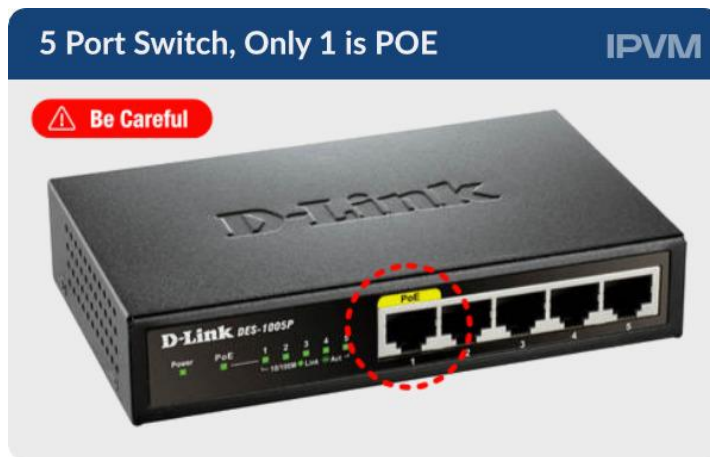 5 Port Switch, Only 1 is POE
IPVM
Be Careful
D-Link
D-Link DES-1005P
PoE
Power PoE 1 2 3 4 5
10/100M Link Act
1 2 3 4 5